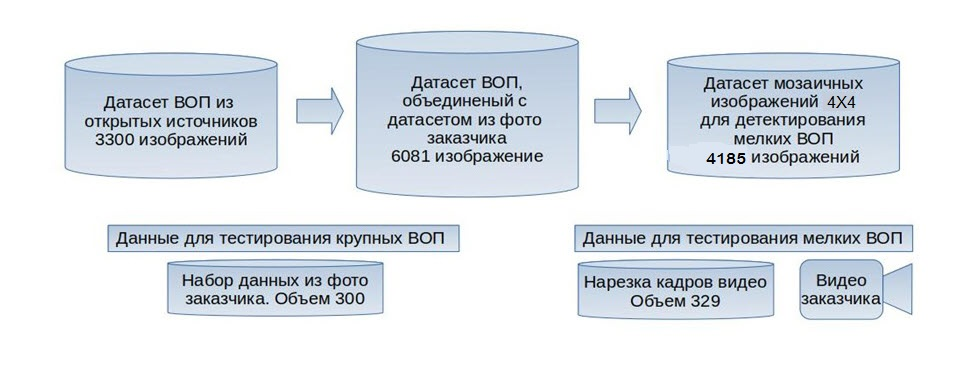 Датасет ВОП из
открытых источников
3300 изображений
Датасет ВОП,
объединеный с
датасетом из фото
заказчика
6081 изображение
Датасет мозаичных
изображений 4X4
для детектирования
мелких ВОП
4185 изображений
Данные для тестирования крупных ВОП
Набор данных из фото
заказчика. Объем 300
Данные для тестирования мелких ВОП
Нарезка кадров видео
Объем 329
Видео
заказчика